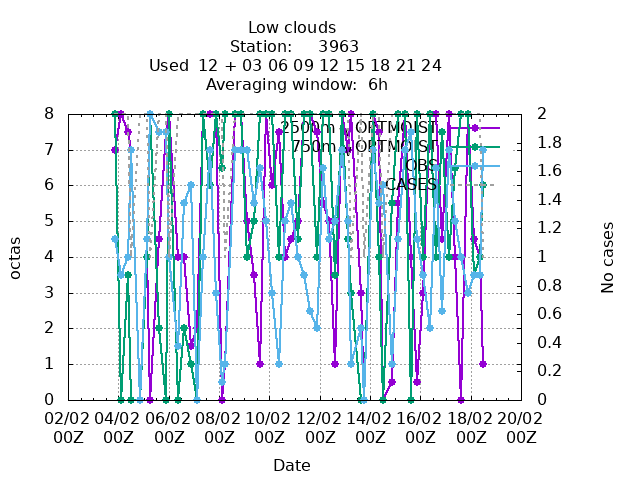 Low clouds
Station:     3963
Used  12 + 03 06 09 12 15 18 21 24
Averaging window:  6h
8
7
6
5
4
3
2
1
0
octas
2
1.8
1.6
1.4
1.2
1
0.8
0.6
0.4
0.2
0
No cases
2500m  OPTMOIST
750m  OPTMOIST
OBS
CASES
02/02 04/02 06/02 08/02 10/02 12/02 14/02 16/02 18/02 20/02
00Z 00Z 00Z 00Z 00Z 00Z 00Z 00Z 00Z 00Z
Date